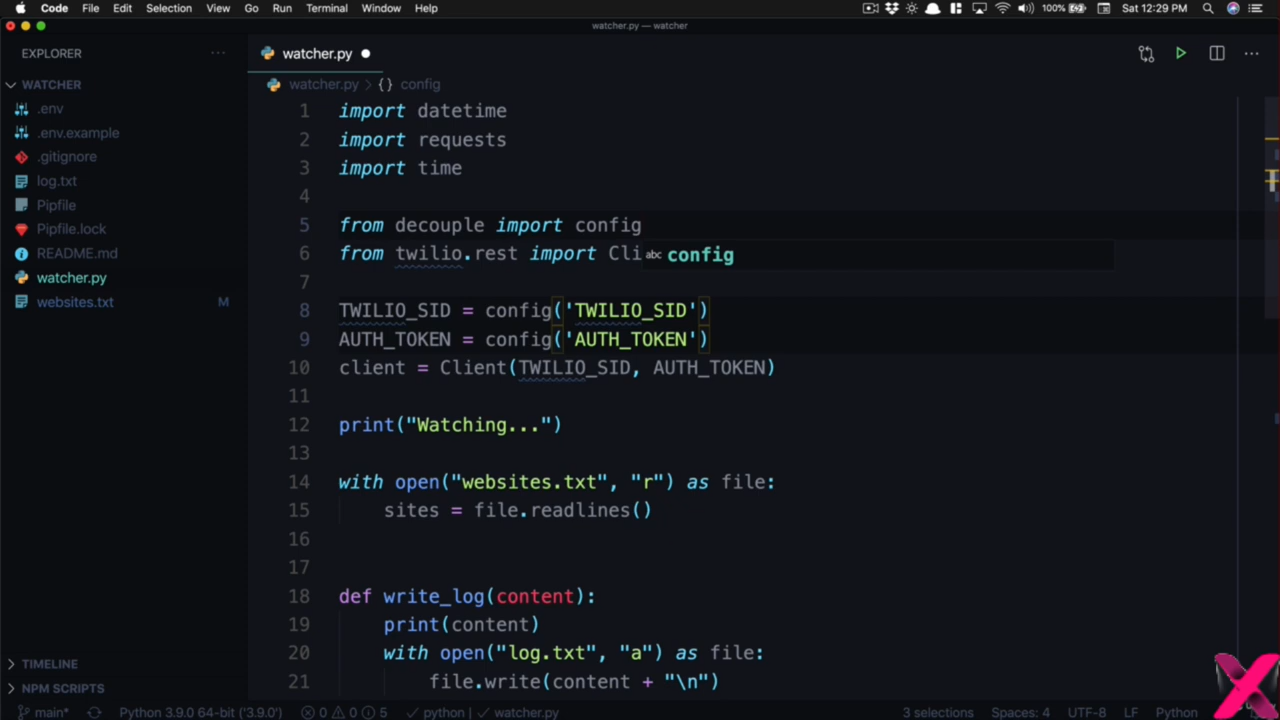 Code File Edit Selection View Go Run Terminal Window Help 100% Sat 12:29 PM
watcher.py — watcher
EXPLORER
WATCHER
.env
.env.example
.gitignore
log.txt
Pipfile
Pipfile.lock
README.md
watcher.py
websites.txt M
TIMELINE
NPM SCRIPTS
watcher.py
watcher.py > {} config
1 import datetime
2 import requests
3 import time
4
5 from decouple import config
6 from twilio.rest import Cli
abc config
7
8 TWILIO_SID = config('TWILIO_SID')
9 AUTH_TOKEN = config('AUTH_TOKEN')
10 client = Client(TWILIO_SID, AUTH_TOKEN)
11
12 print("Watching...")
13
14 with open("websites.txt", "r") as file:
15 sites = file.readlines()
16
17
18 def write_log(content):
19 print(content)
20 with open("log.txt", "a") as file:
21 file.write(content + "\n")
main* Python 3.9.0 64-bit ('3.9.0') 0 0 5 python watcher.py 3 selections Spaces: 4 UTF-8 LF Python
X